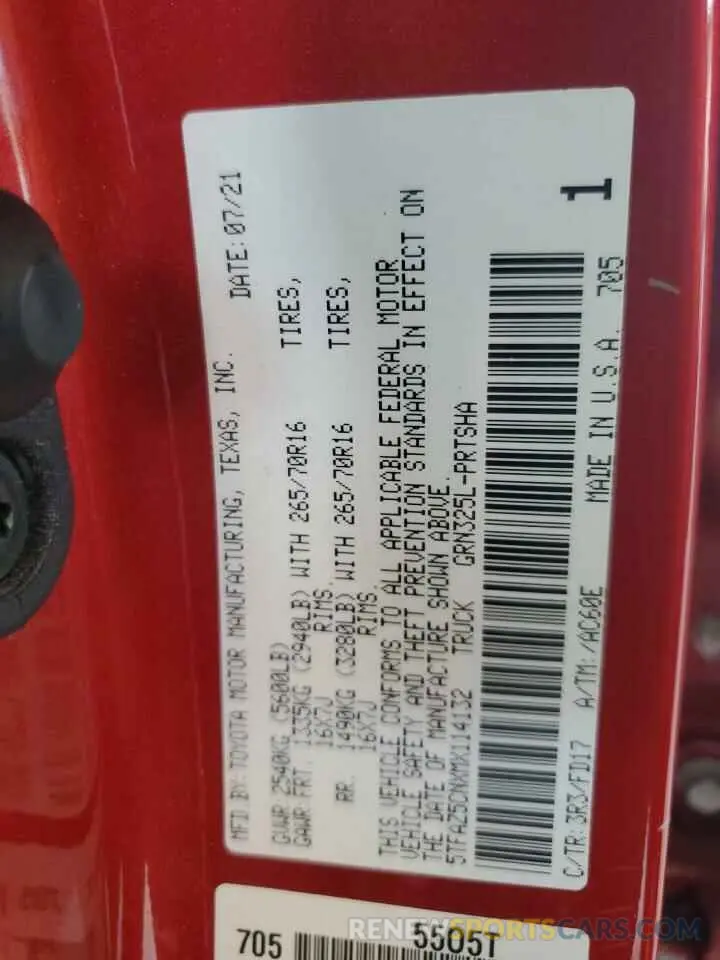 MFD BY: TOYOTA MOTOR MANUFACTURING, TEXAS, INC. DATE: 07/21
GVWR 2540KG (5600LB)
GAWR FRT. 1335KG (2940LB) WITH 265/70R16 TIRES,
16X7J RIMS.
RR. 1490KG (3280LB) WITH 265/70R16 TIRES,
16X7J RIMS.
THIS VEHICLE CONFORMS TO ALL APPLICABLE FEDERAL MOTOR
VEHICLE SAFETY AND THEFT PREVENTION STANDARDS IN EFFECT ON
THE DATE OF MANUFACTURE SHOWN ABOVE.
5TFAZ5CNXMX114132 TRUCK GRN325L-PRTSHA
C/TR: 3R3/FD17 A/TM: /AC60E MADE IN U.S.A. 705
1
705 5505T
RENEWSPORTCARS.COM